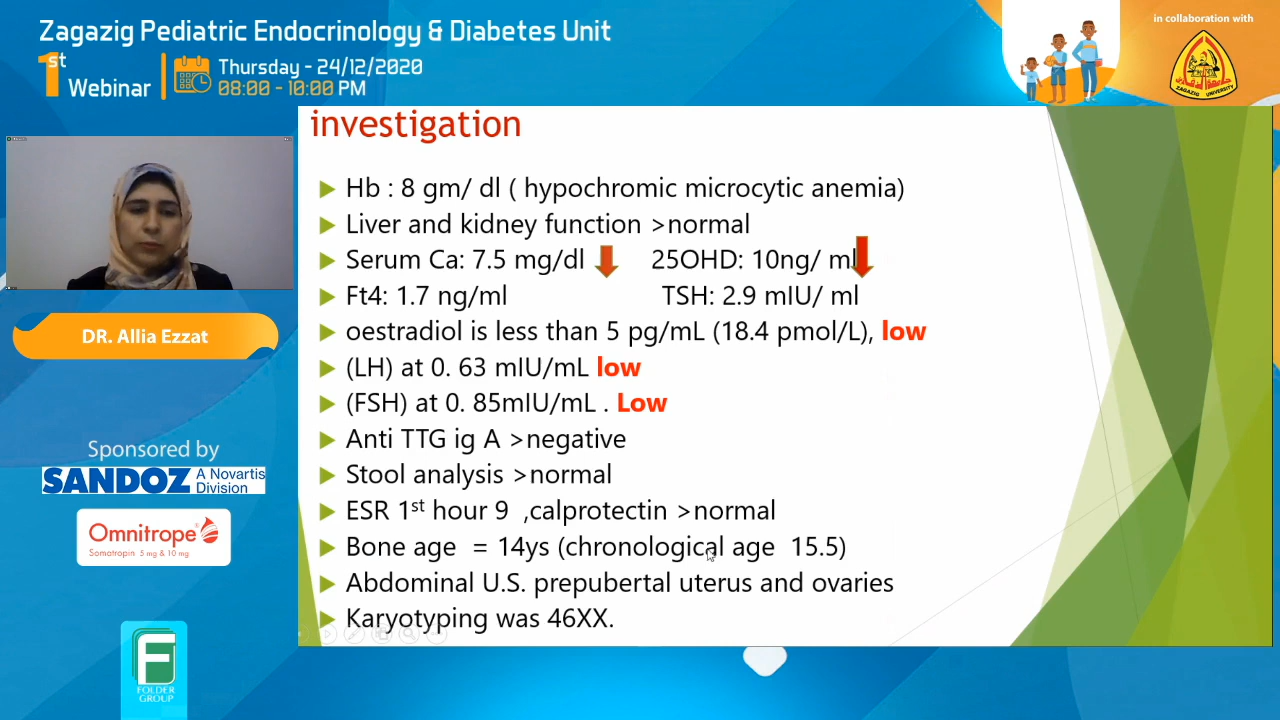 Zagazig Pediatric Endocrinology & Diabetes Unit
1st Webinar
Thursday - 24/12/2020
08:00 - 10:00 PM
in collaboration with
ZAGAZIG UNIVERSITY
investigation
Hb : 8 gm/ dl ( hypochromic microcytic anemia)
Liver and kidney function >normal
Serum Ca: 7.5 mg/dl 25OHD: 10ng/ ml
Ft4: 1.7 ng/ml TSH: 2.9 mIU/ ml
oestradiol is less than 5 pg/mL (18.4 pmol/L), low
(LH) at 0. 63 mIU/mL low
(FSH) at 0. 85mIU/mL . Low
Anti TTG ig A >negative
Stool analysis >normal
ESR 1st hour 9 ,calprotectin >normal
Bone age = 14ys (chronological age 15.5)
Abdominal U.S. prepubertal uterus and ovaries
Karyotyping was 46XX.
DR. Allia Ezzat
Sponsored by
SANDOZ A Novartis
Division
Omnitrope
Somatropin 5 mg & 10 mg
FOLDER
GROUP